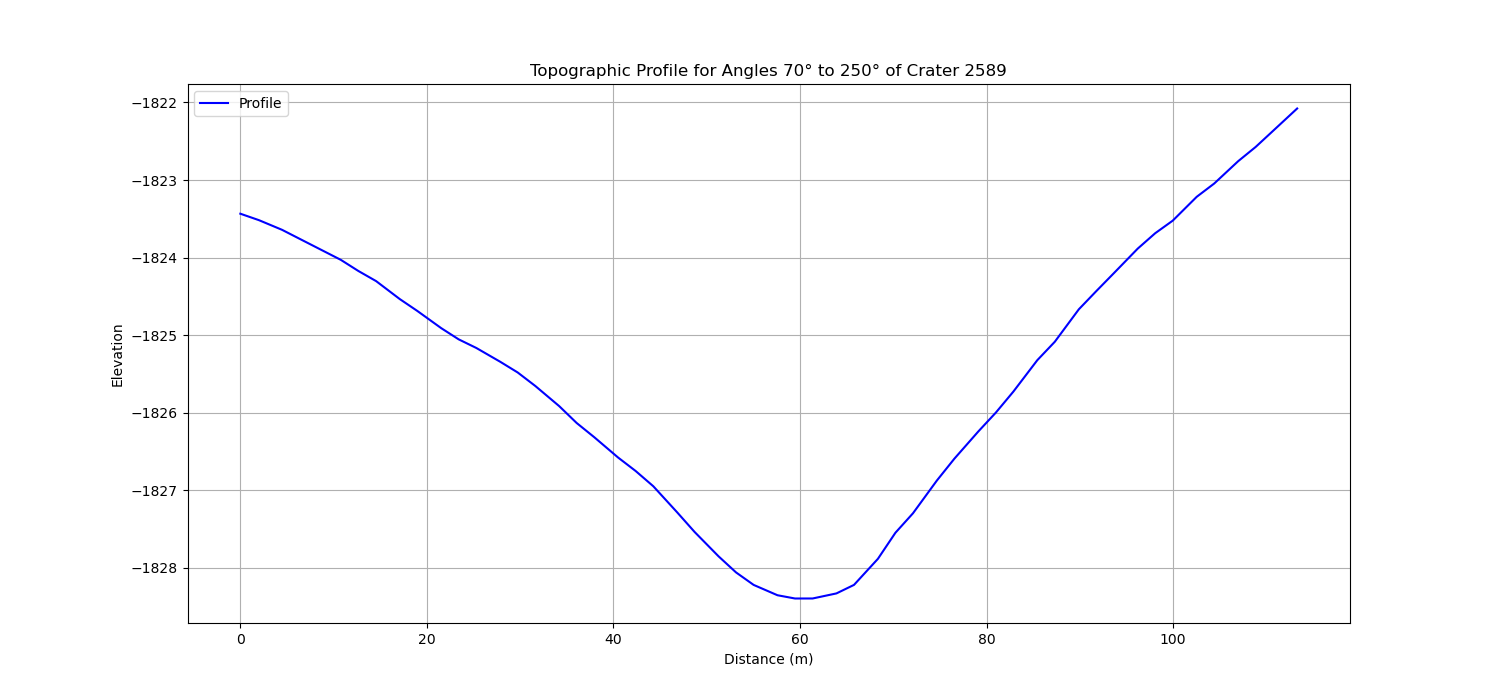 Topographic Profile for Angles 70° to 250° of Crater 2589
Profile
−1822
−1823
−1824
−1825
−1826
−1827
−1828
Elevation
0 20 40 60 80 100
Distance (m)